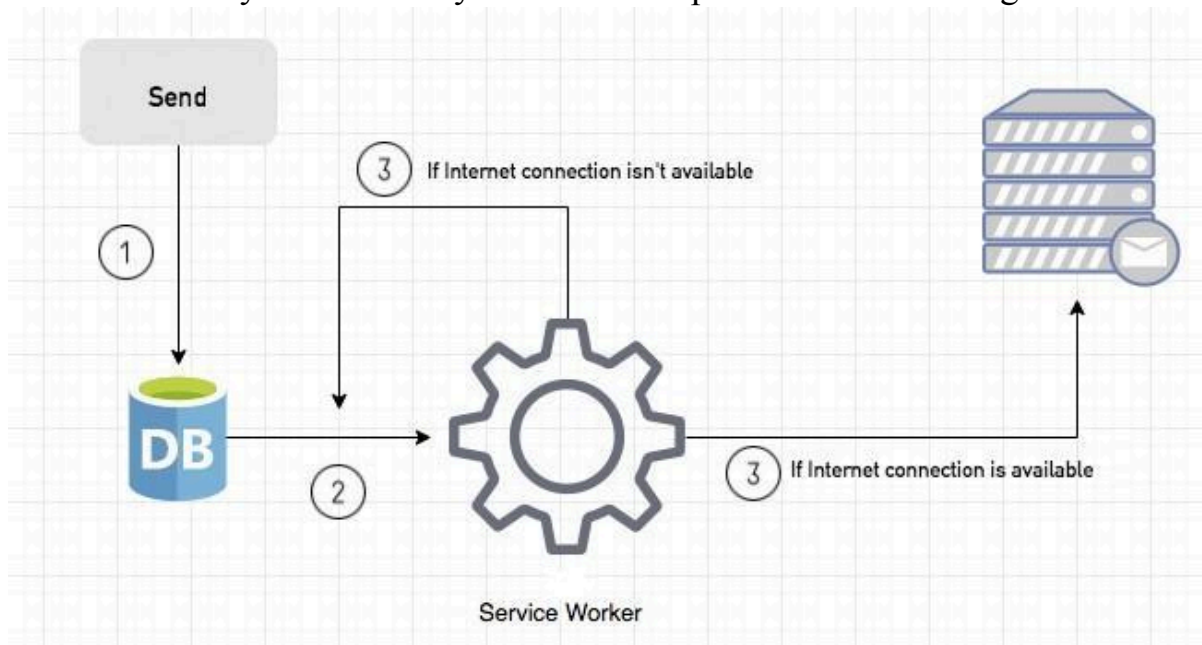 Send
3 If Internet connection isn't available
1
DB
2
3 If Internet connection is available
Service Worker